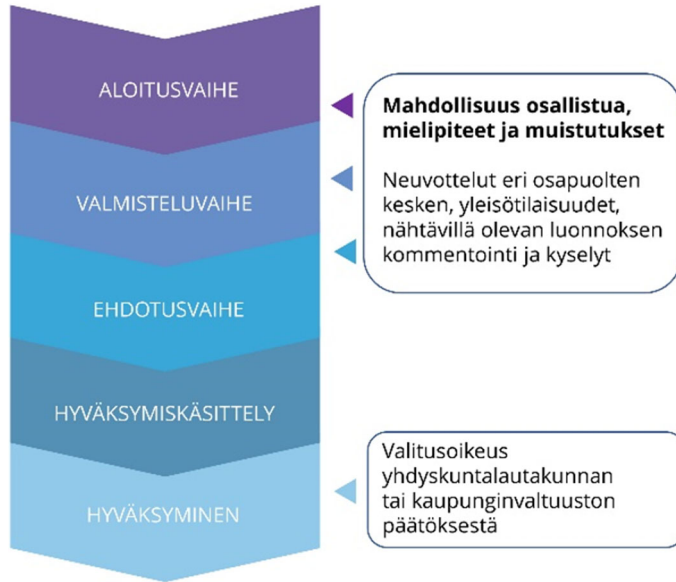 ALOITUSVAIHE
Mahdollisuus osallistua,
mielipiteet ja muistutukset
Neuvottelut eri osapuolten
kesken, yleisötilaisuudet,
nähtävillä olevan luonnoksen
kommentointi ja kyselyt
VALMISTELUVAIHE
EHDOTUSVAIHE
HYVÄKSYMISKÄSITTELY
HYVÄKSYMINEN
Valitusoikeus
yhdyskuntalautakunnan
tai kaupunginvaltuuston
päätöksestä